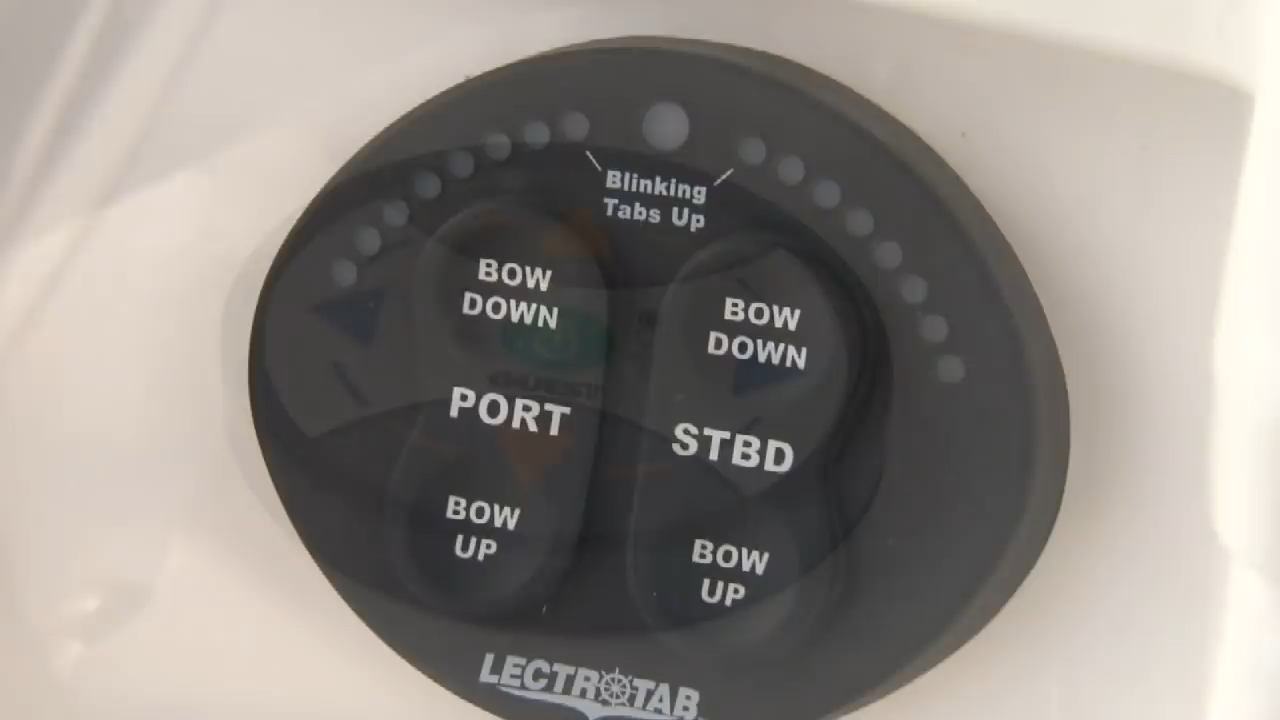 Blinking
Tabs Up
BOW
DOWN
BOW
DOWN
PORT
STBD
BOW
UP
BOW
UP
LECTROTAB